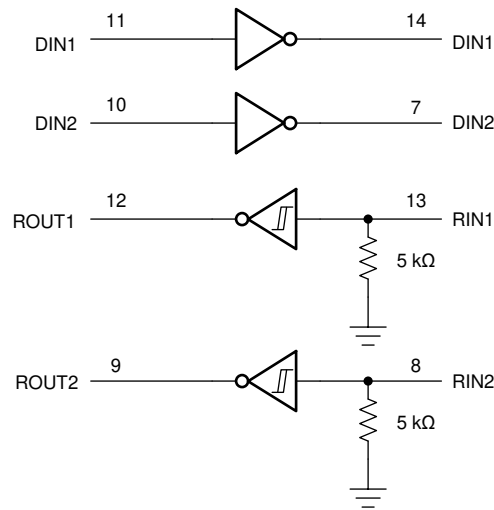 11 14
DIN1 DIN1
10 7
DIN2 DIN2
12 13
ROUT1 RIN1
5 kΩ
9 8
ROUT2 RIN2
5 kΩ